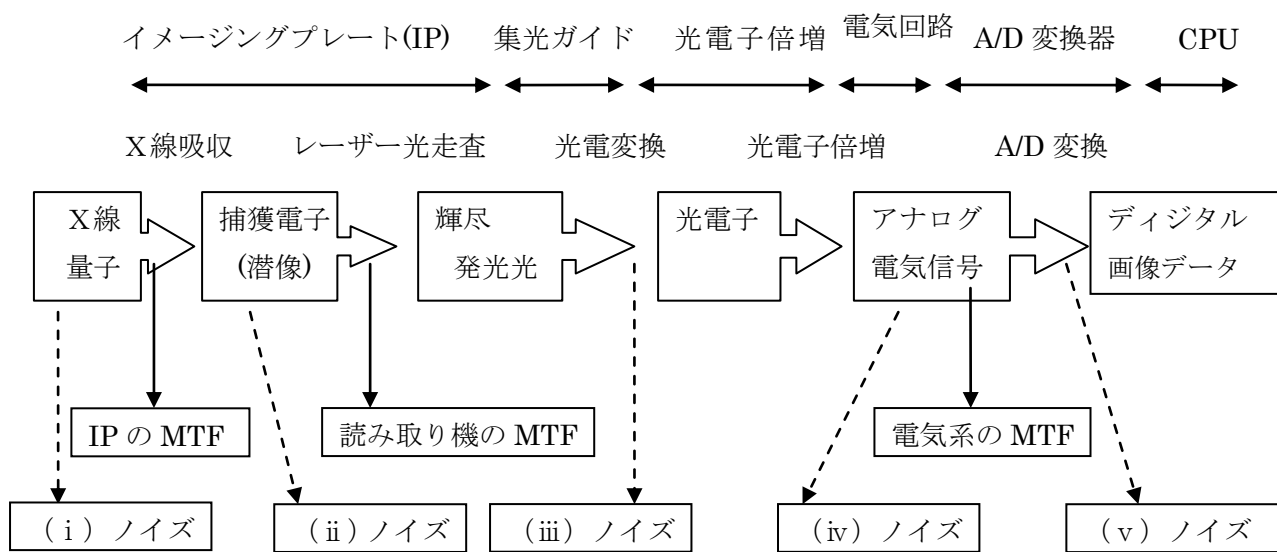 イメージングプレート(IP) 集光ガイド 光電子倍増 電気回路 A/D 変換器 CPU
X線吸収 レーザー光走査 光電変換 光電子倍増 A/D 変換
X線 捕獲電子 輝尽 光電子 アナログ ディジタル
量子 (潜像) 発光光 電気信号 画像データ
IP の MTF 読み取り機の MTF 電気系の MTF
(ⅰ) ノイズ (ⅱ) ノイズ (ⅲ) ノイズ (ⅳ) ノイズ (ⅴ) ノイズ